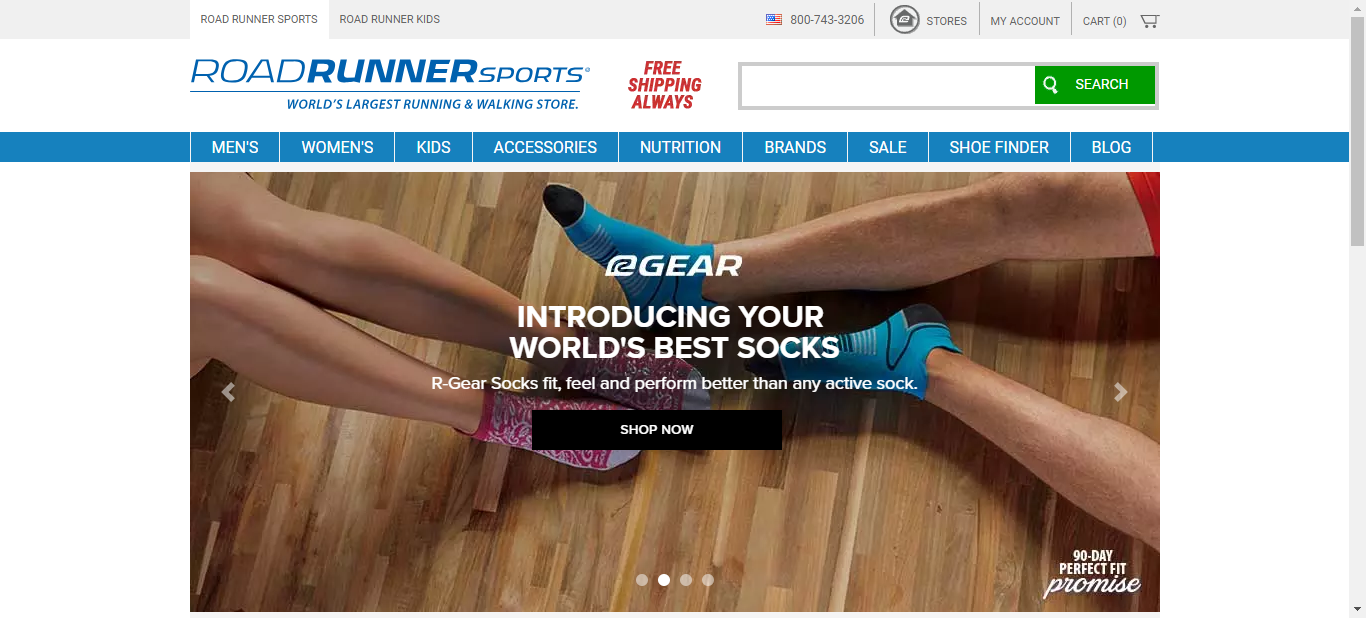 ROAD RUNNER SPORTS
ROAD RUNNER KIDS
800-743-3206
STORES
MY ACCOUNT
CART (0)
ROADRUNNERSPORTS®
WORLD'S LARGEST RUNNING & WALKING STORE.
FREE
SHIPPING
ALWAYS
SEARCH
MEN'S
WOMEN'S
KIDS
ACCESSORIES
NUTRITION
BRANDS
SALE
SHOE FINDER
BLOG
GEAR
INTRODUCING YOUR
WORLD'S BEST SOCKS
R-Gear Socks fit, feel and perform better than any active sock.
SHOP NOW
90-DAY
PERFECT FIT
promise